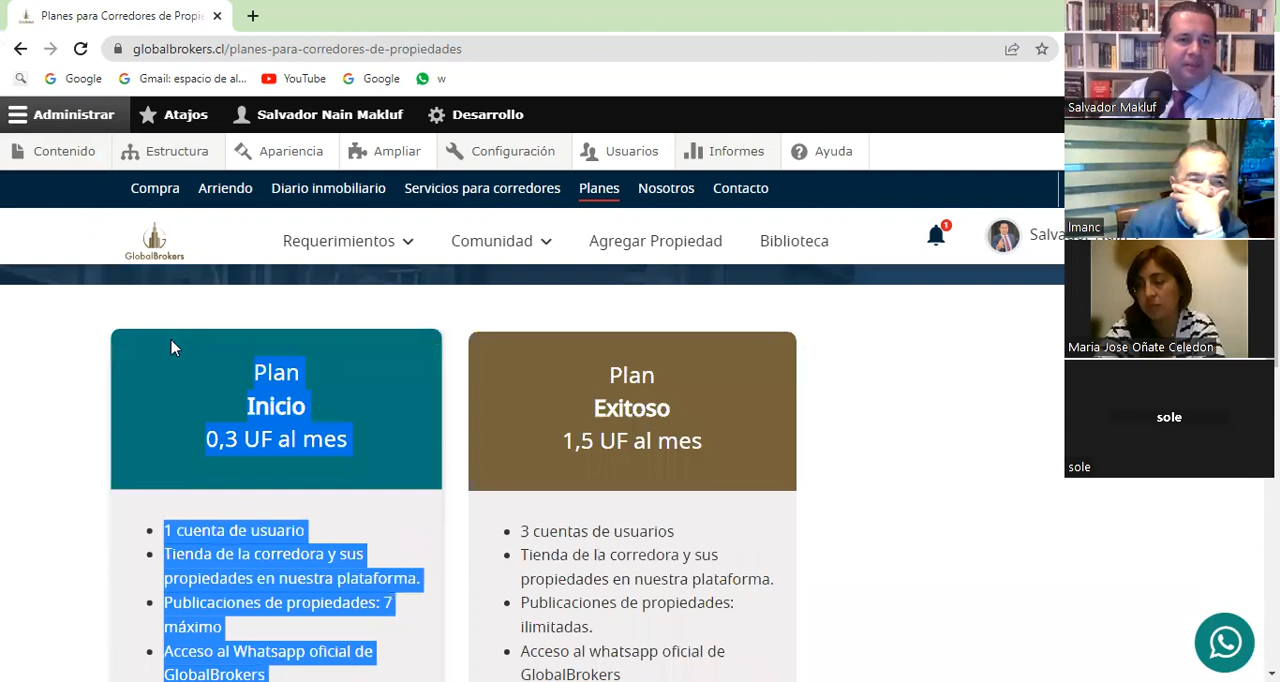 Planes para Corredores de Propie
globalbrokers.cl/planes-para-corredores-de-propiedades
Google
Gmail: espacio de al...
YouTube
Google
w
Administrar
Atajos
Salvador Nain Makluf
Desarrollo
Contenido
Estructura
Apariencia
Ampliar
Configuración
Usuarios
Informes
Ayuda
Compra
Arriendo
Diario inmobiliario
Servicios para corredores
Planes
Nosotros
Contacto
GlobalBrokers
Requerimientos
Comunidad
Agregar Propiedad
Biblioteca
1
Plan
Inicio
0,3 UF al mes
1 cuenta de usuario
Tienda de la corredora y sus
propiedades en nuestra plataforma.
Publicaciones de propiedades: 7
máximo
Acceso al Whatsapp oficial de
GlobalBrokers
Plan
Exitoso
1,5 UF al mes
3 cuentas de usuarios
Tienda de la corredora y sus
propiedades en nuestra plataforma.
Publicaciones de propiedades:
ilimitadas.
Acceso al whatsapp oficial de
GlobalBrokers
Salvador Makluf
lmanc
Maria Jose Oñate Celedon
sole
sole